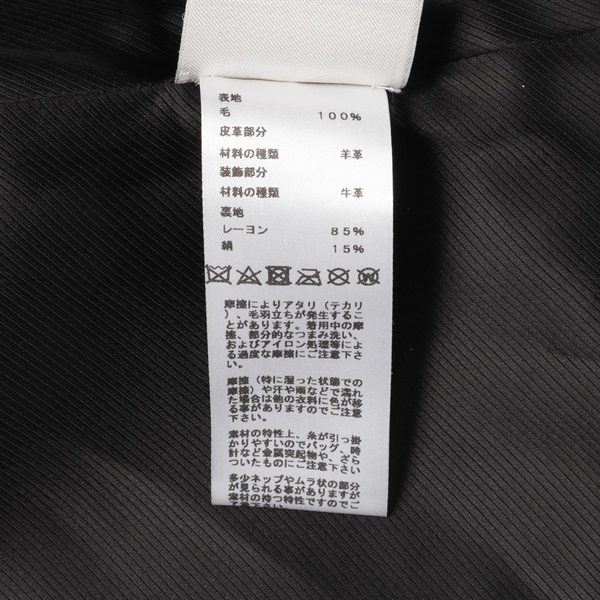 表地
毛 100%
皮革部分
材料の種類 羊革
装飾部分
材料の種類 牛革
裏地
レーヨン 85%
絹 15%
摩擦によりアタリ(テカリ
)、毛羽立ちが発生するこ
とがあります。着用中の摩
擦、部分的なつまみ洗い、
およびアイロン処理等によ
る過度な摩擦にご注意下さ
い。
摩擦(特に湿った状態での
摩擦)や汗や雨などで濡れ
た場合は他の衣料に色が移
る事がありますのでご注意
下さい。
素材の特性上、糸が引っ掛
かりやすいのでバッグ、時
計など金属突起物や、ざら
ついたものにご注意下さい
多少ネップやムラ状の部分
が見られる事がありますが
素材の持つ特性ですのでご